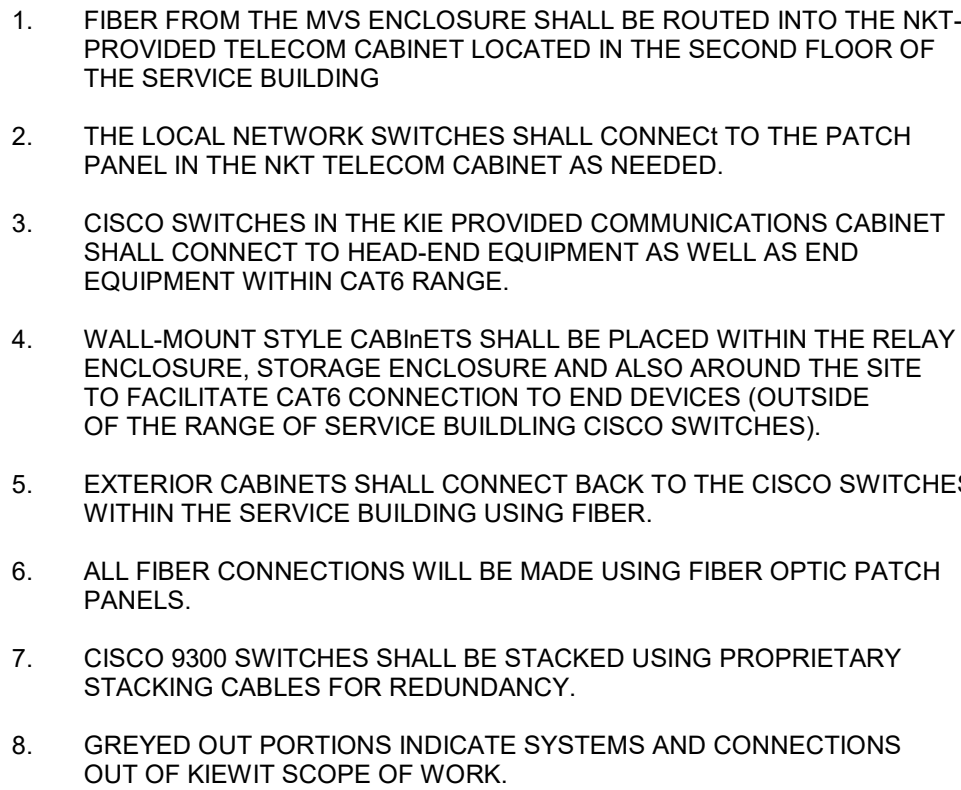 1. FIBER FROM THE MVS ENCLOSURE SHALL BE ROUTED INTO THE NKT-
PROVIDED TELECOM CABINET LOCATED IN THE SECOND FLOOR OF
THE SERVICE BUILDING
2. THE LOCAL NETWORK SWITCHES SHALL CONNECt TO THE PATCH
PANEL IN THE NKT TELECOM CABINET AS NEEDED.
3. CISCO SWITCHES IN THE KIE PROVIDED COMMUNICATIONS CABINET
SHALL CONNECT TO HEAD-END EQUIPMENT AS WELL AS END
EQUIPMENT WITHIN CAT6 RANGE.
4. WALL-MOUNT STYLE CABInETS SHALL BE PLACED WITHIN THE RELAY
ENCLOSURE, STORAGE ENCLOSURE AND ALSO AROUND THE SITE
TO FACILITATE CAT6 CONNECTION TO END DEVICES (OUTSIDE
OF THE RANGE OF SERVICE BUILDLING CISCO SWITCHES).
5. EXTERIOR CABINETS SHALL CONNECT BACK TO THE CISCO SWITCHES
WITHIN THE SERVICE BUILDING USING FIBER.
6. ALL FIBER CONNECTIONS WILL BE MADE USING FIBER OPTIC PATCH
PANELS.
7. CISCO 9300 SWITCHES SHALL BE STACKED USING PROPRIETARY
STACKING CABLES FOR REDUNDANCY.
8. GREYED OUT PORTIONS INDICATE SYSTEMS AND CONNECTIONS
OUT OF KIEWIT SCOPE OF WORK.